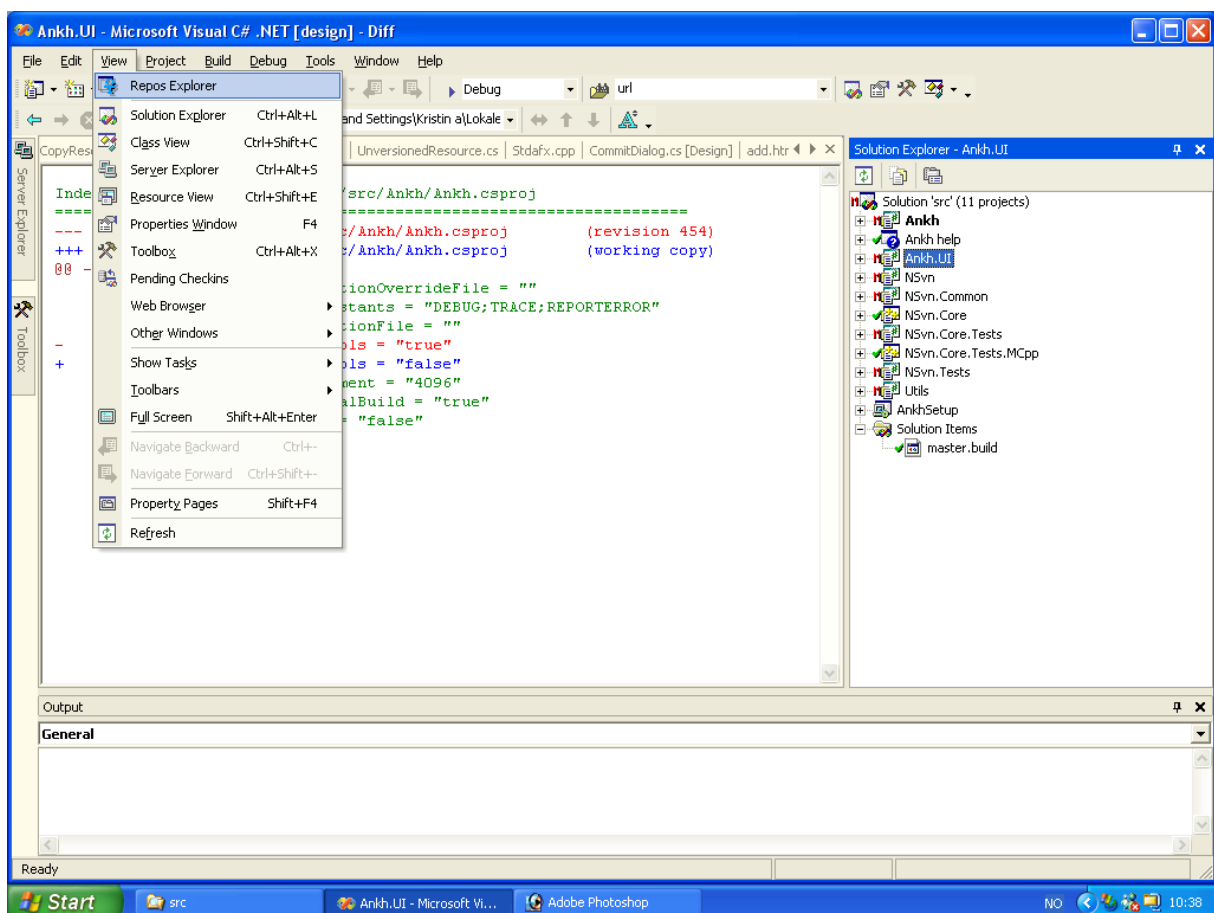 Ankh.UI - Microsoft Visual C# .NET [design] - Diff
File Edit View Project Build Debug Tools Window Help
Debug url
and Settings\Kristin a\Lokale
CopyRes UnversionedResource.cs Stdafx.cpp CommitDialog.cs [Design] add.htr
Repos Explorer
Solution Explorer Ctrl+Alt+L
Class View Ctrl+Shift+C
Server Explorer Ctrl+Alt+S
Resource View Ctrl+Shift+E
Properties Window F4
Toolbox Ctrl+Alt+X
Pending Checkins
Web Browser
Other Windows
Show Tasks
Toolbars
Full Screen Shift+Alt+Enter
Navigate Backward Ctrl+-
Navigate Forward Ctrl+Shift+-
Property Pages Shift+F4
Refresh
Server Explorer
Toolbox
Inde /src/Ankh/Ankh.csproj
=====================================
--- /Ankh/Ankh.csproj (revision 454)
+++ /Ankh/Ankh.csproj (working copy)
@@ -
tionOverrideFile = ""
stants = "DEBUG;TRACE;REPORTERROR"
tionFile = ""
- ols = "true"
+ ols = "false"
ment = "4096"
alBuild = "true"
= "false"
Solution Explorer - Ankh.UI
Solution 'src' (11 projects)
Ankh
Ankh help
Ankh.UI
NSvn
NSvn.Common
NSvn.Core
NSvn.Core.Tests
NSvn.Core.Tests.MCpp
NSvn.Tests
Utils
AnkhSetup
Solution Items
master.build
Output
General
Ready
Start src Ankh.UI - Microsoft Vi... Adobe Photoshop NO 10:38